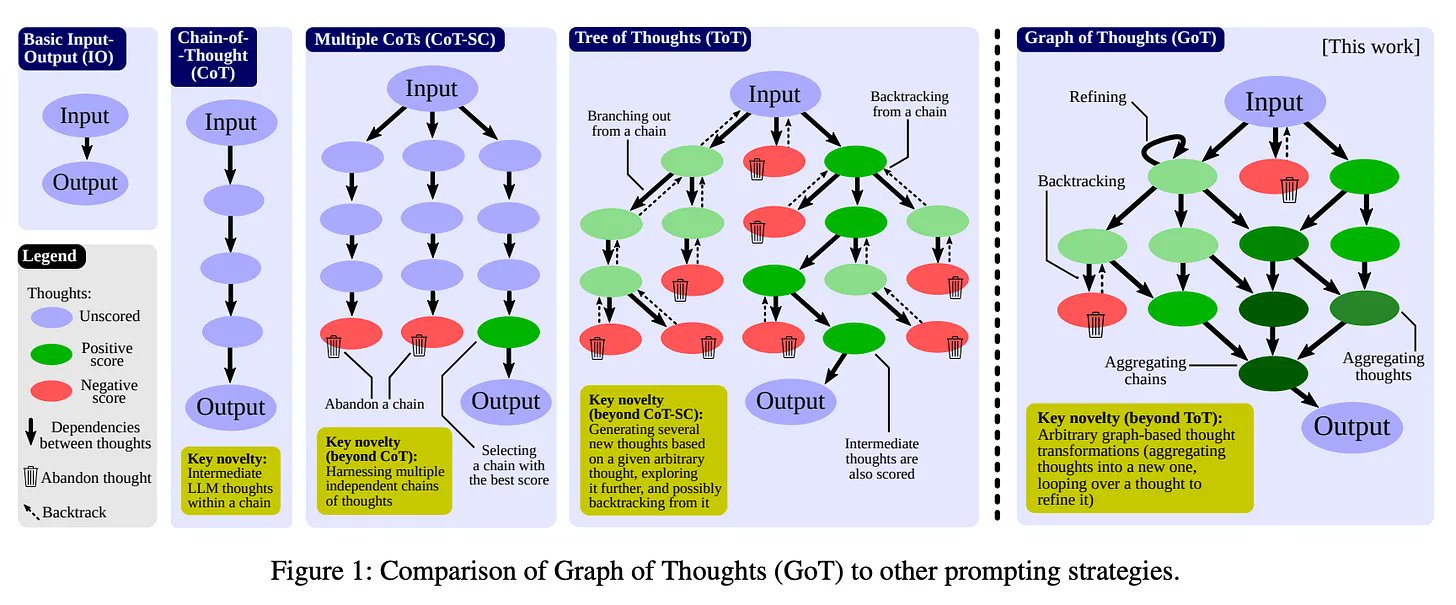 Basic Input-
Output (IO)
Input
Output
Legend
Thoughts:
Unscored
Positive
score
Negative
score
Dependencies
between thoughts
Abandon thought
Backtrack
Chain-of-
-Thought
(CoT)
Input
Output
Key novelty:
Intermediate
LLM thoughts
within a chain
Multiple CoTs (CoT-SC)
Input
Abandon a chain
Output
Selecting
a chain with
the best score
Key novelty
(beyond CoT):
Harnessing multiple
independent chains
of thoughts
Tree of Thoughts (ToT)
Input
Branching out
from a chain
Backtracking
from a chain
Output
Intermediate
thoughts are
also scored
Key novelty
(beyond CoT-SC):
Generating several
new thoughts based
on a given arbitrary
thought, exploring
it further, and possibly
backtracking from it
Graph of Thoughts (GoT)
[This work]
Input
Refining
Backtracking
Aggregating
chains
Aggregating
thoughts
Output
Key novelty (beyond ToT):
Arbitrary graph-based thought
transformations (aggregating
thoughts into a new one,
looping over a thought to
refine it)
Figure 1: Comparison of Graph of Thoughts (GoT) to other prompting strategies.